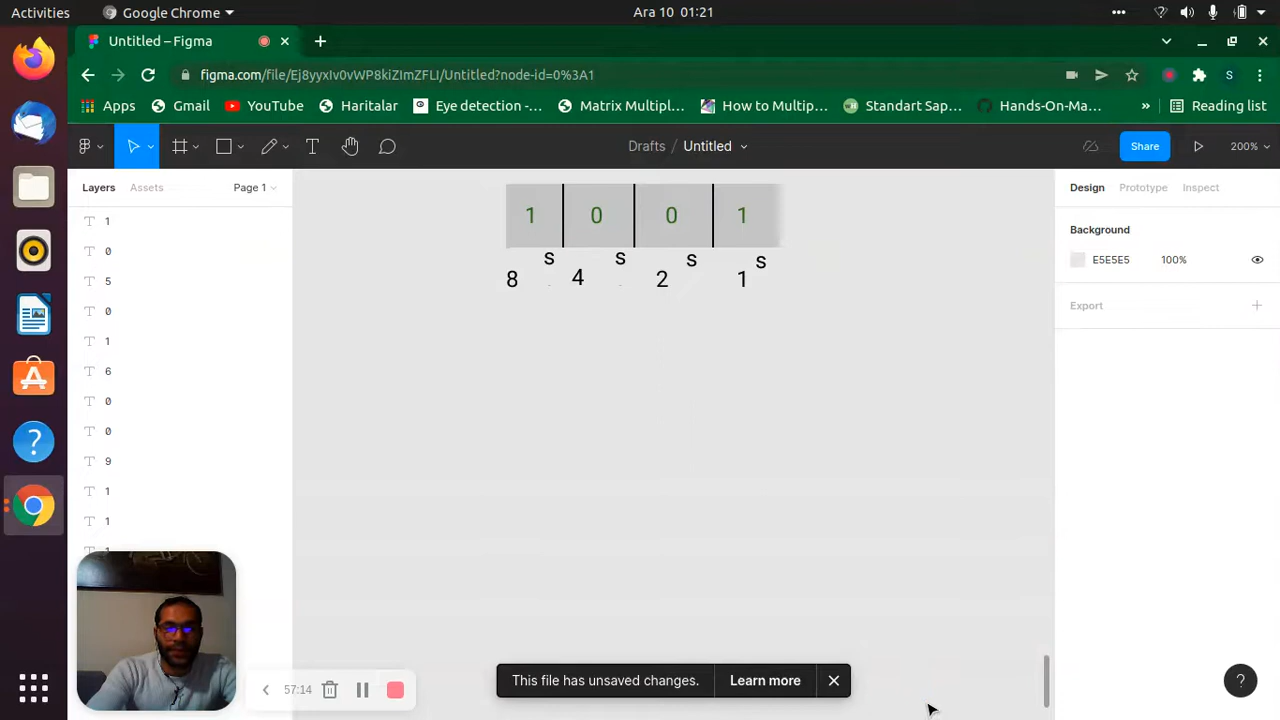 Activities
Google Chrome
Ara 10 01:21
Untitled – Figma
figma.com/file/Ej8yyxIv0vWP8kiZImZFLI/Untitled?node-id=0%3A1
S
Apps
Gmail
YouTube
Haritalar
Eye detection -...
Matrix Multipl...
How to Multip...
Standart Sap...
Hands-On-Ma...
»
Reading list
Drafts / Untitled
Share
200%
Layers
Assets
Page 1
Design
Prototype
Inspect
1
0
5
0
1
6
0
0
9
1
1
1 0 0 1
s s s s
8 4 2 1
Background
E5E5E5
100%
Export
57:14
This file has unsaved changes.
Learn more
?